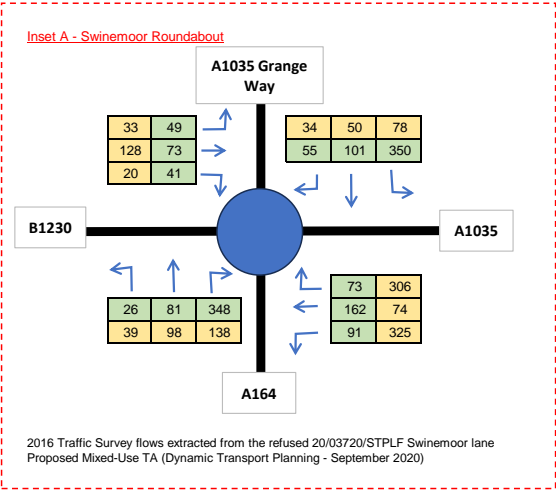 Inset A - Swinemoor Roundabout
A1035 Grange
Way
33 49
128 73
20 41
34 50 78
55 101 350
B1230
A1035
26 81 348
39 98 138
73 306
162 74
91 325
A164
2016 Traffic Survey flows extracted from the refused 20/03720/STPLF Swinemoor lane
Proposed Mixed-Use TA (Dynamic Transport Planning - September 2020)